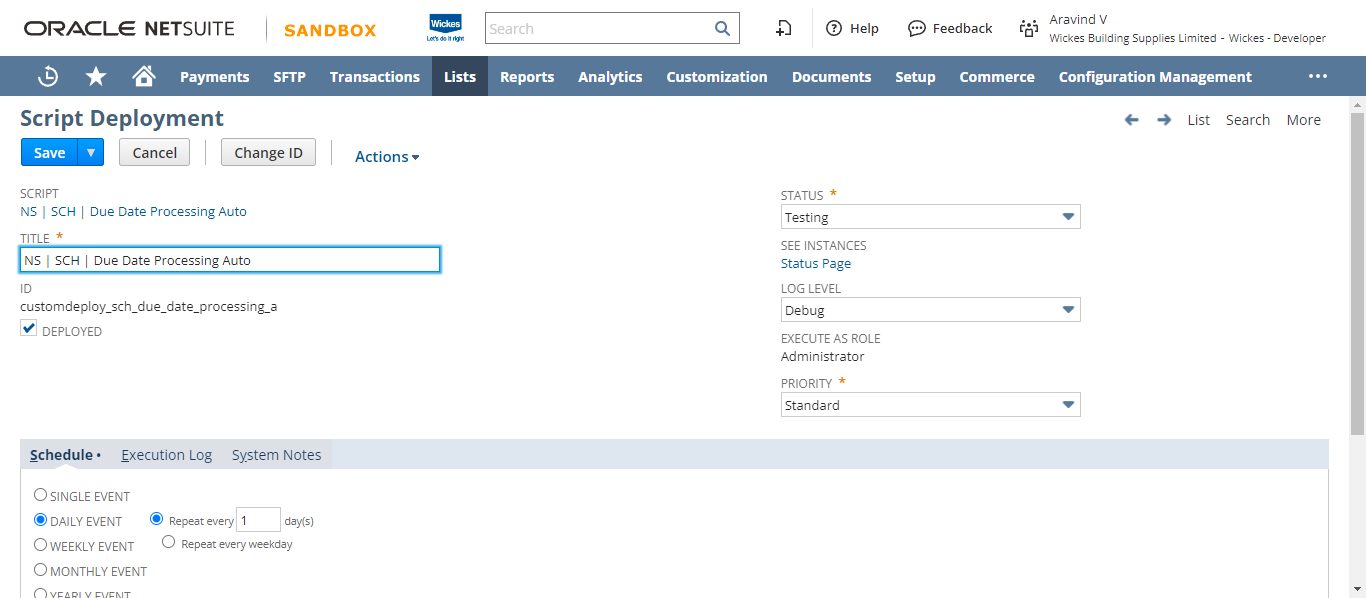 ORACLE NETSUITE
SANDBOX
Wickes
Let's do it right
Search
Help
Feedback
Aravind V
Wickes Building Supplies Limited - Wickes - Developer
Payments SFTP Transactions Lists Reports Analytics Customization Documents Setup Commerce Configuration Management
Script Deployment
List Search More
Save Cancel Change ID Actions
SCRIPT
NS | SCH | Due Date Processing Auto
TITLE *
NS | SCH | Due Date Processing Auto
ID
customdeploy_sch_due_date_processing_a
DEPLOYED
STATUS *
Testing
SEE INSTANCES
Status Page
LOG LEVEL
Debug
EXECUTE AS ROLE
Administrator
PRIORITY *
Standard
Schedule • Execution Log System Notes
SINGLE EVENT
DAILY EVENT Repeat every 1 day(s)
WEEKLY EVENT Repeat every weekday
MONTHLY EVENT
YEARLY EVENT